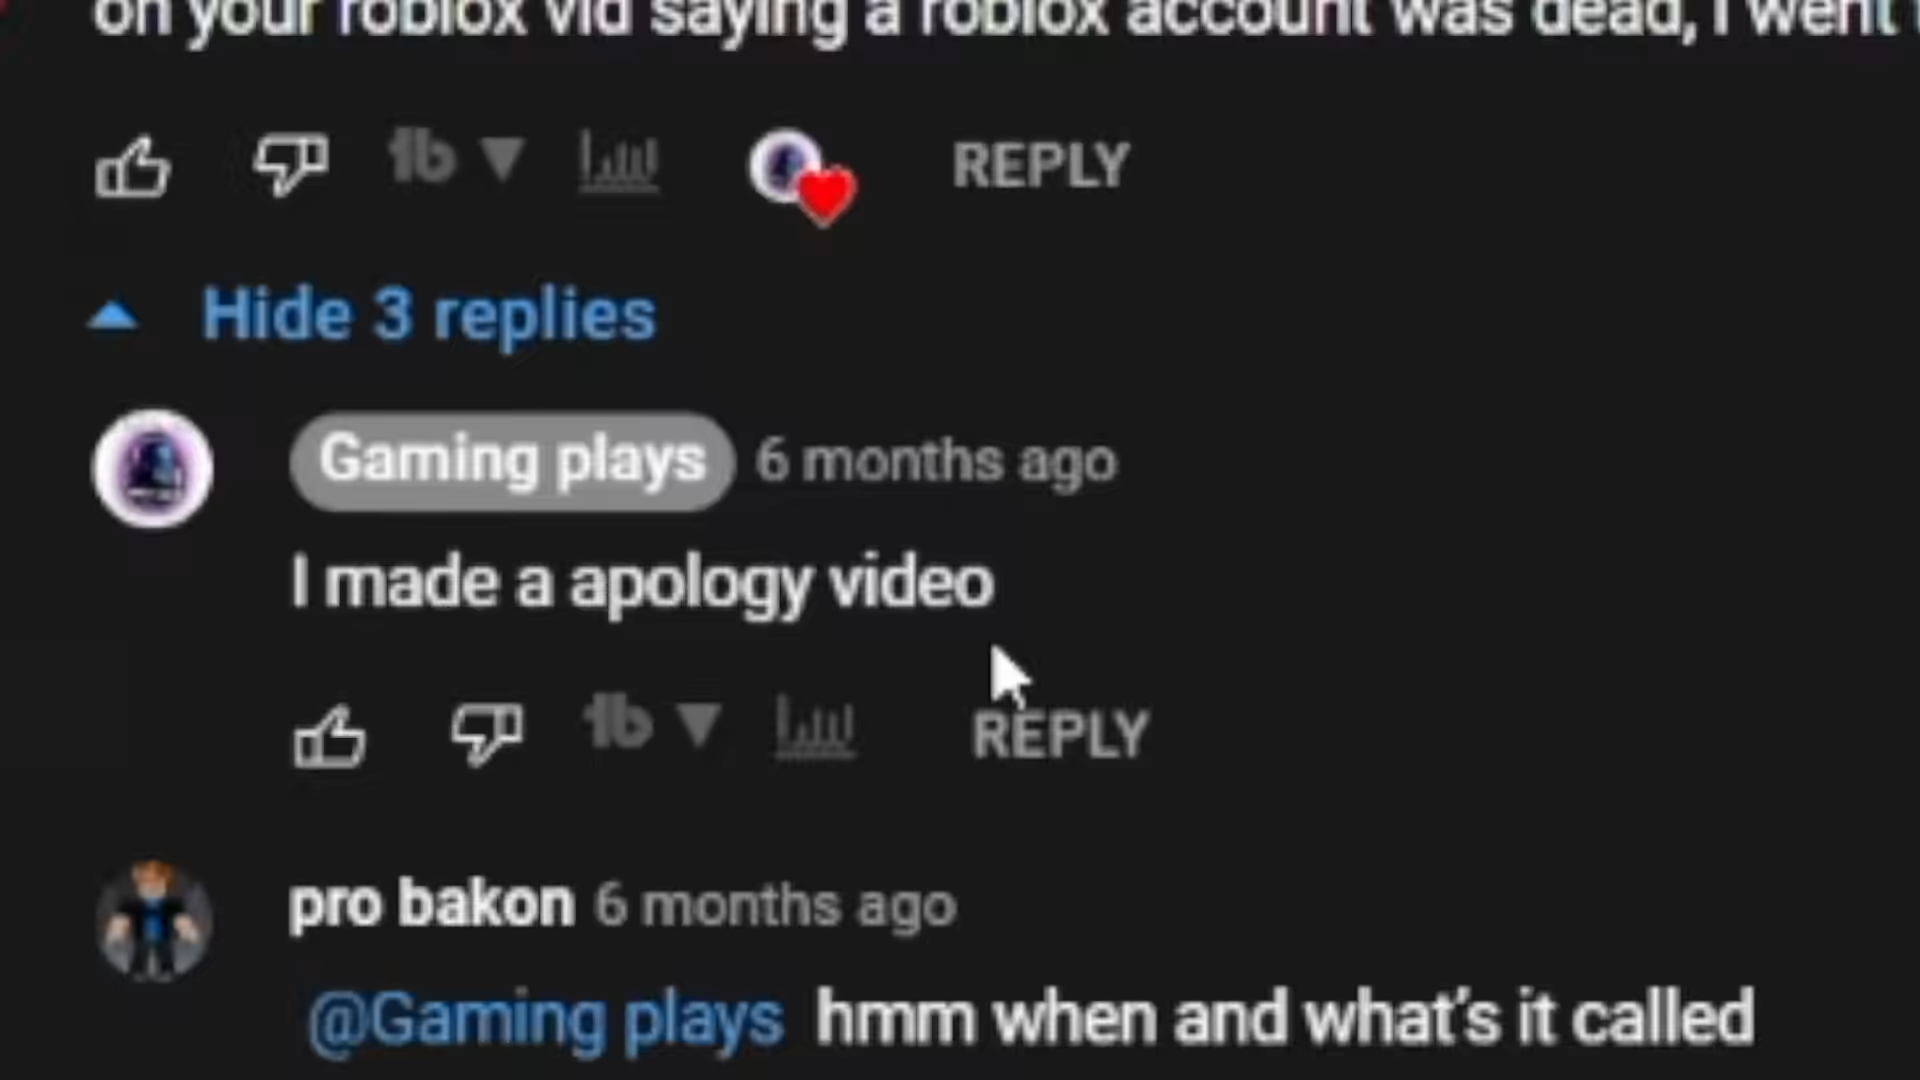 on your roblox vid saying a roblox account was dead, I went
REPLY
Hide 3 replies
Gaming plays 6 months ago
I made a apology video
REPLY
pro bakon 6 months ago
@Gaming plays hmm when and what's it called